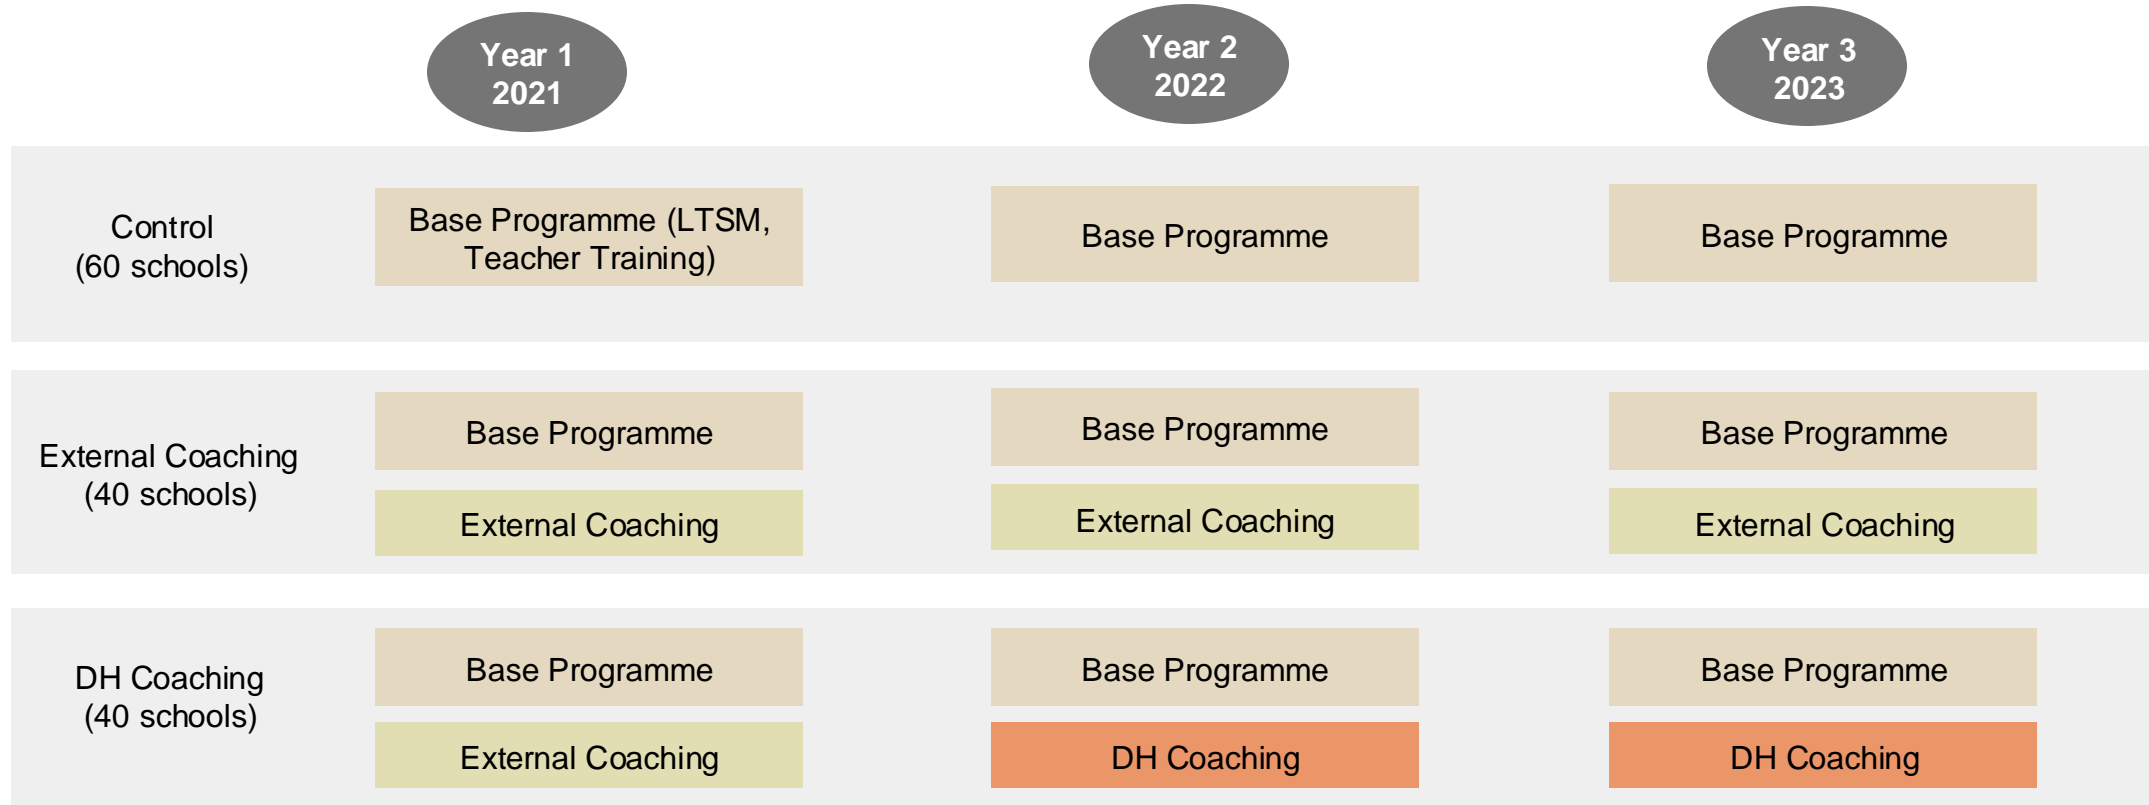 Year 1
2021
Year 2
2022
Year 3
2023
Control
(60 schools)
Base Programme (LTSM,
Teacher Training)
Base Programme
Base Programme
External Coaching
(40 schools)
Base Programme
Base Programme
Base Programme
External Coaching
External Coaching
External Coaching
DH Coaching
(40 schools)
Base Programme
Base Programme
Base Programme
External Coaching
DH Coaching
DH Coaching